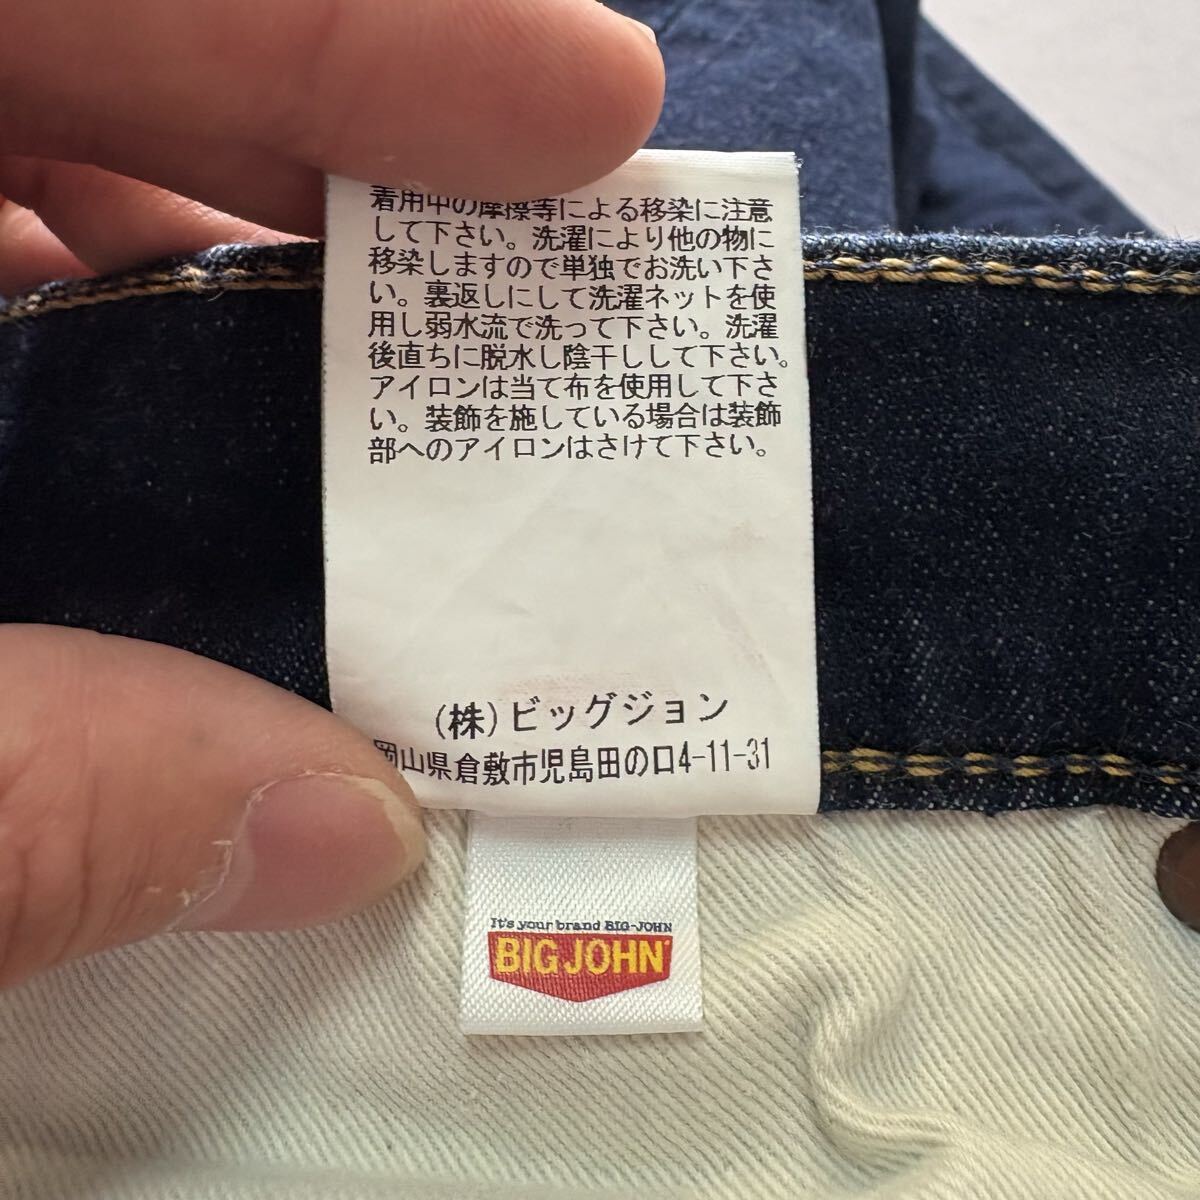 着用中の摩擦等による移染に注意
して下さい。洗濯により他の物に
移染しますので単独でお洗い下さ
い。裏返しにして洗濯ネットを使
用し弱水流で洗って下さい。洗濯
後直ちに脱水し陰干しして下さい。
アイロンは当て布を使用して下さ
い。装飾を施している場合は装飾
部へのアイロンはさけて下さい。
(株)ビッグジョン
岡山県倉敷市児島田の口4-11-31
It's your brand BIG-JOHN
BIG JOHN